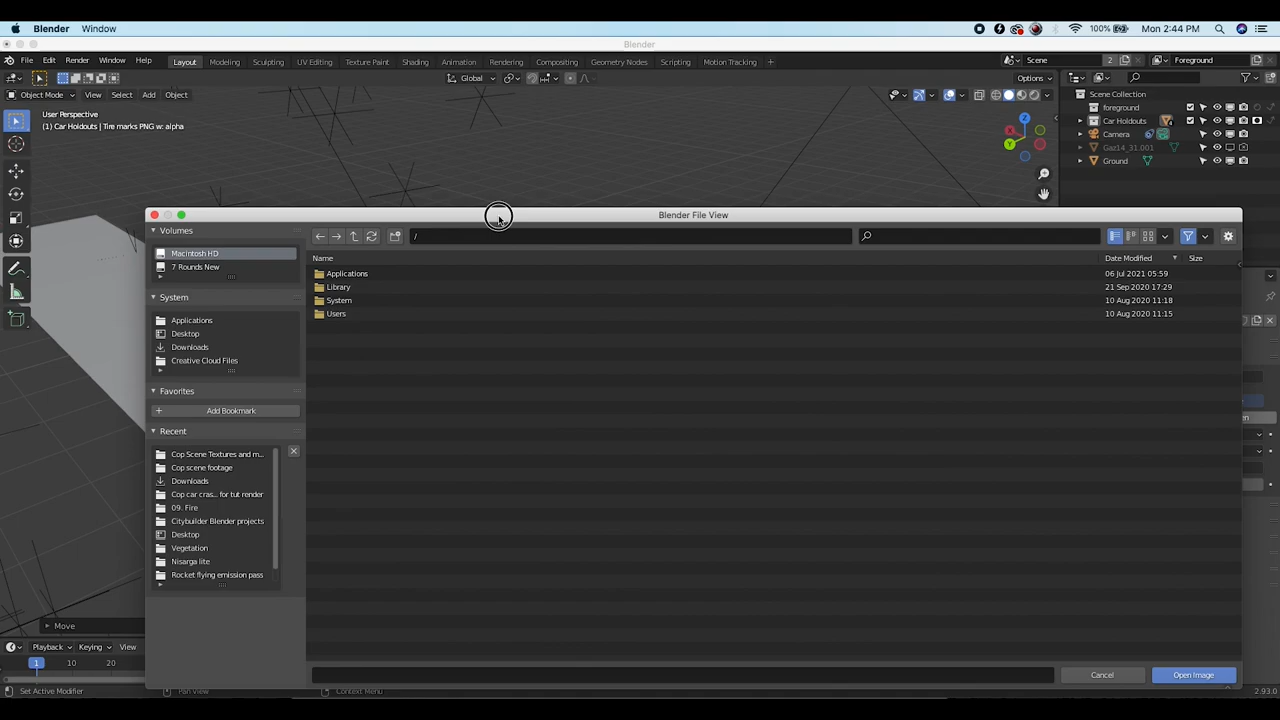 Blender Window 100% Mon 2:44 PM
Blender
File Edit Render Window Help Layout Modeling Sculpting UV Editing Texture Paint Shading Animation Rendering Compositing Geometry Nodes Scripting Motion Tracking + Scene 2 Foreground
Global Options
Object Mode View Select Add Object
User Perspective
(1) Car Holdouts | Tire marks PNG w: alpha
Scene Collection
foreground
Car Holdouts
Camera
Gaz14_31.001
Ground
X
Y
Z
Blender File View
Volumes
Macintosh HD
7 Rounds New
System
Applications
Desktop
Downloads
Creative Cloud Files
Favorites
+ Add Bookmark
Recent
Cop Scene Textures and m...
Cop scene footage
Downloads
Cop car cras... for tut render
09. Fire
Citybuilder Blender projects
Desktop
Vegetation
Nisarga lite
Rocket flying emission pass
/
Name Date Modified Size
Applications 06 Jul 2021 05:59
Library 21 Sep 2020 17:29
System 10 Aug 2020 11:18
Users 10 Aug 2020 11:15
Cancel Open Image
Move
Playback Keying View
1 10 20
Set Active Modifier Pan View Context Menu 2.93.0